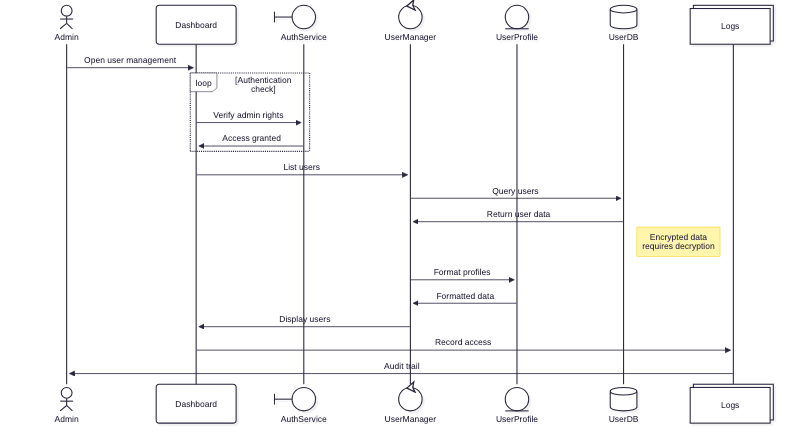 Admin
Dashboard
AuthService
UserManager
UserProfile
UserDB
Logs
Open user management
loop
[Authentication
check]
Verify admin rights
Access granted
List users
Query users
Return user data
Encrypted data
requires decryption
Format profiles
Formatted data
Display users
Record access
Audit trail
Admin
Dashboard
AuthService
UserManager
UserProfile
UserDB
Logs